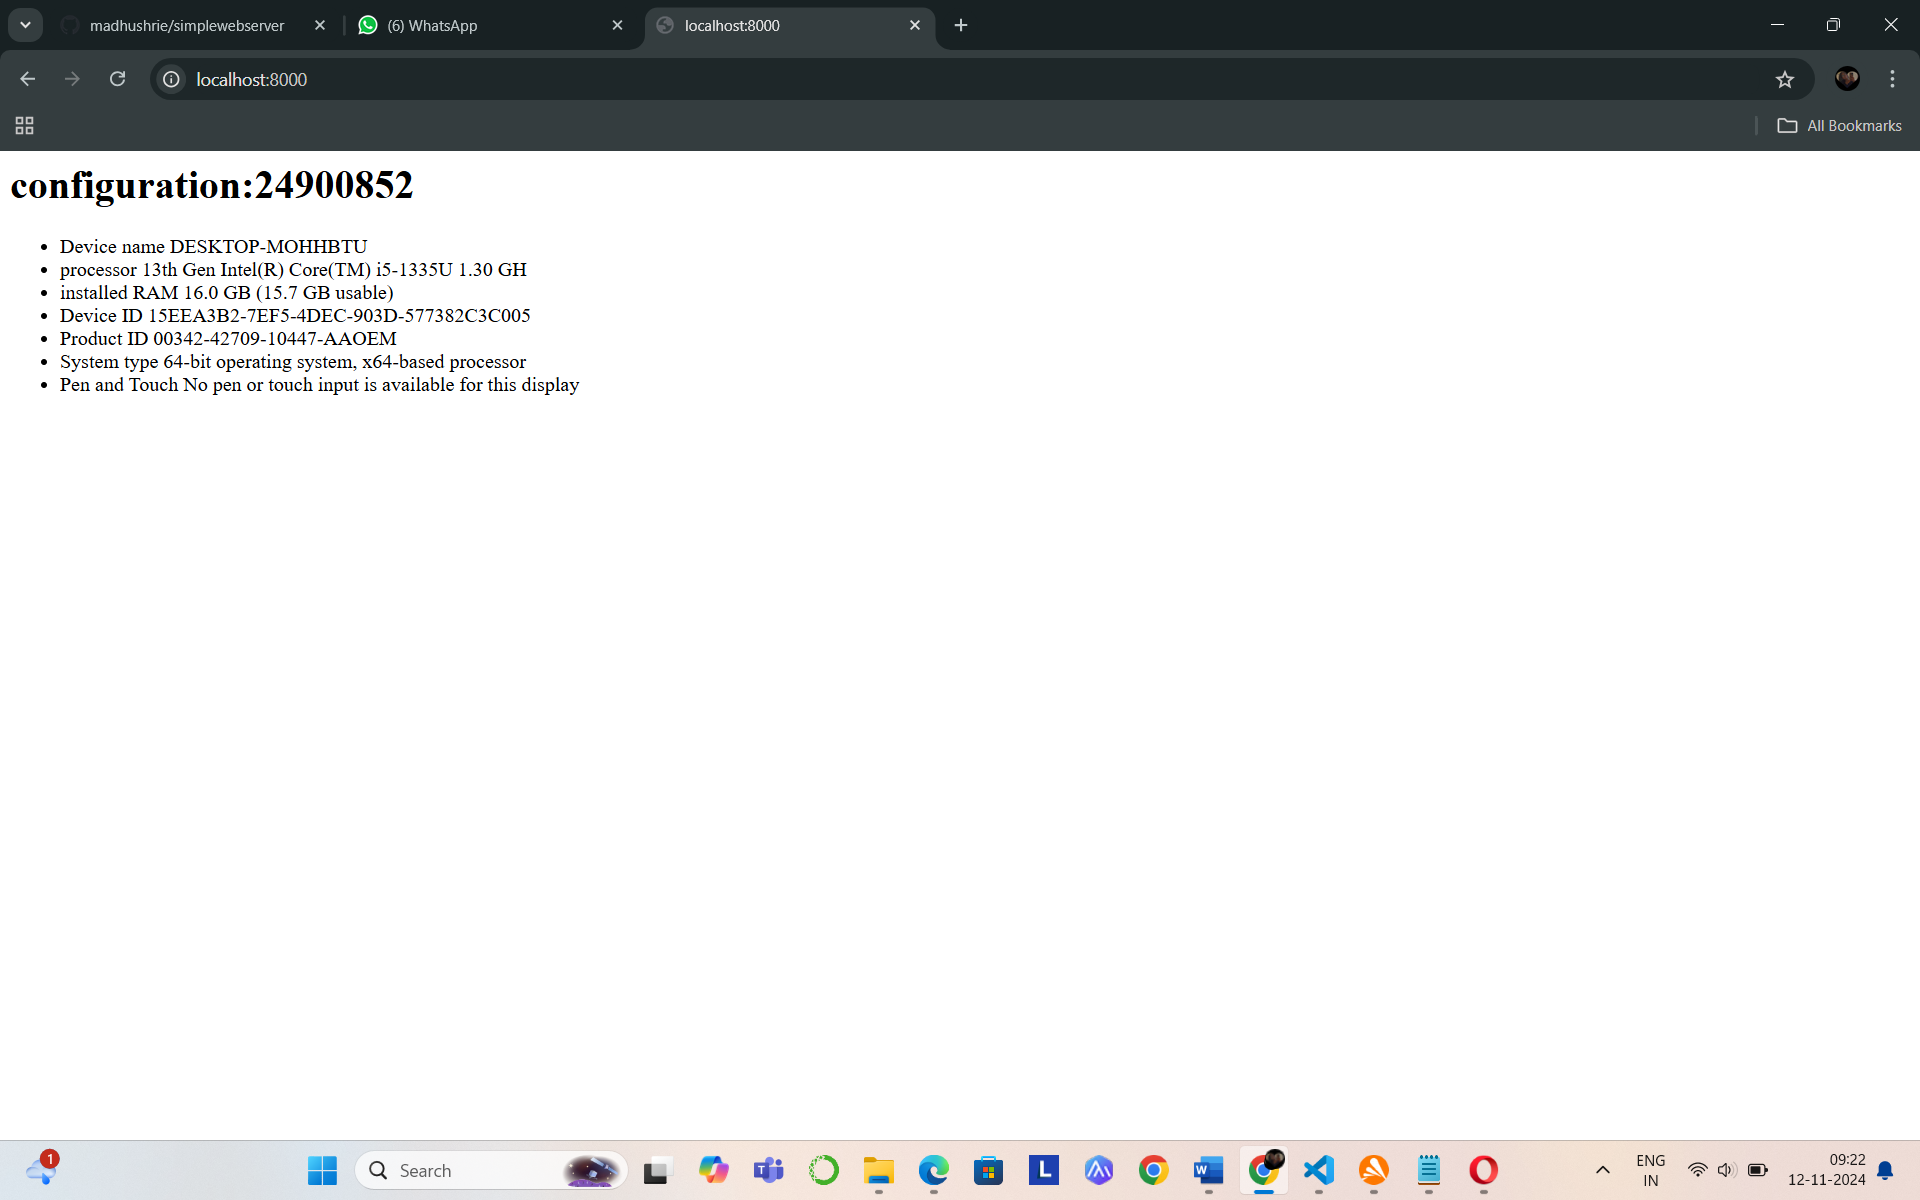 madhushrie/simplewebserver
(6) WhatsApp
localhost:8000
localhost:8000
All Bookmarks
configuration:24900852
Device name DESKTOP-MOHHBTU
processor 13th Gen Intel(R) Core(TM) i5-1335U 1.30 GH
installed RAM 16.0 GB (15.7 GB usable)
Device ID 15EEA3B2-7EF5-4DEC-903D-577382C3C005
Product ID 00342-42709-10447-AAOEM
System type 64-bit operating system, x64-based processor
Pen and Touch No pen or touch input is available for this display
1
Search
T
L
W
ENG
IN
09:22
12-11-2024